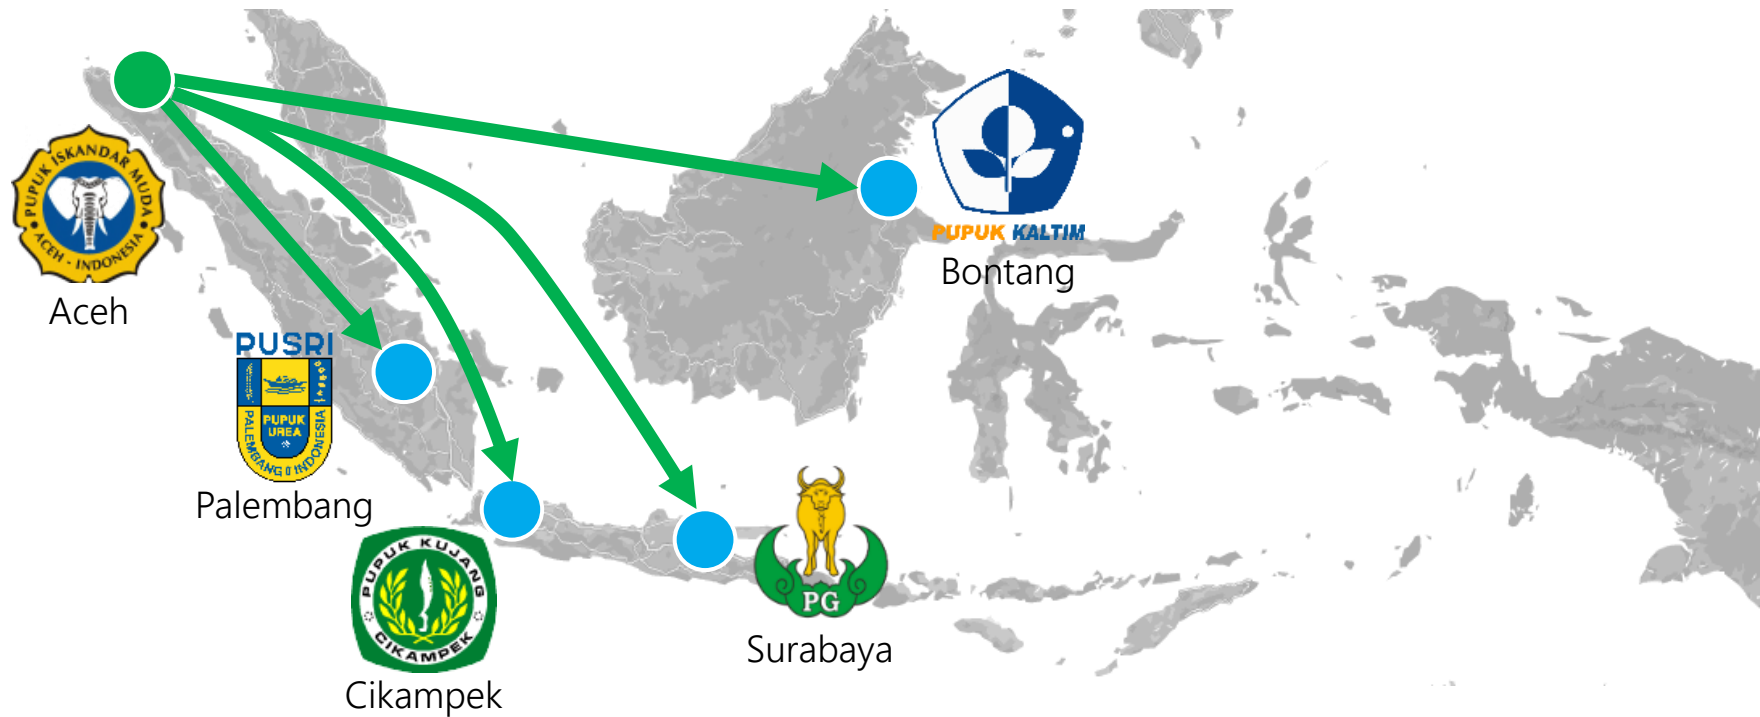 PUPUK ISKANDAR MUDA
ACEH - INDONESIA
Aceh
PUSRI
PUPUK
UREA
PALEMBANG INDONESIA
Palembang
PUPUK KUJANG
CIKAMPEK
Cikampek
PG
Surabaya
PUPUK KALTIM
Bontang